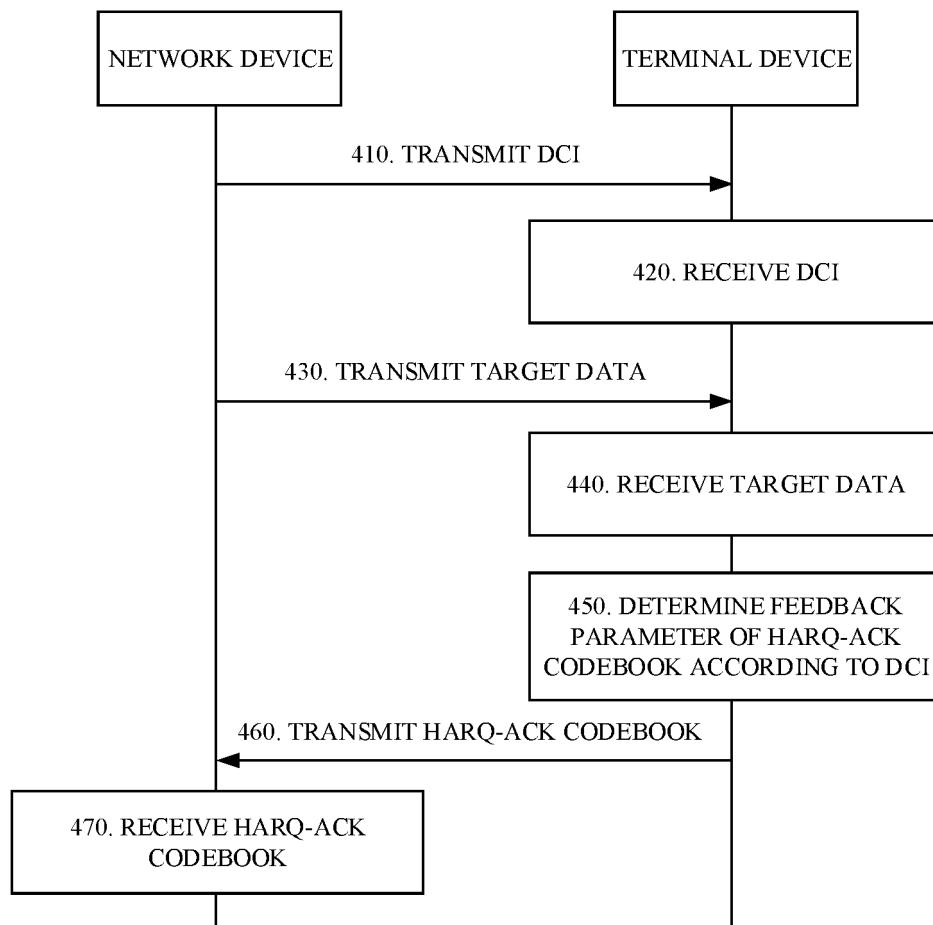 NETWORK DEVICE
TERMINAL DEVICE
410. TRANSMIT DCI
420. RECEIVE DCI
430. TRANSMIT TARGET DATA
440. RECEIVE TARGET DATA
450. DETERMINE FEEDBACK
PARAMETER OF HARQ-ACK
CODEBOOK ACCORDING TO DCI
460. TRANSMIT HARQ-ACK CODEBOOK
470. RECEIVE HARQ-ACK
CODEBOOK